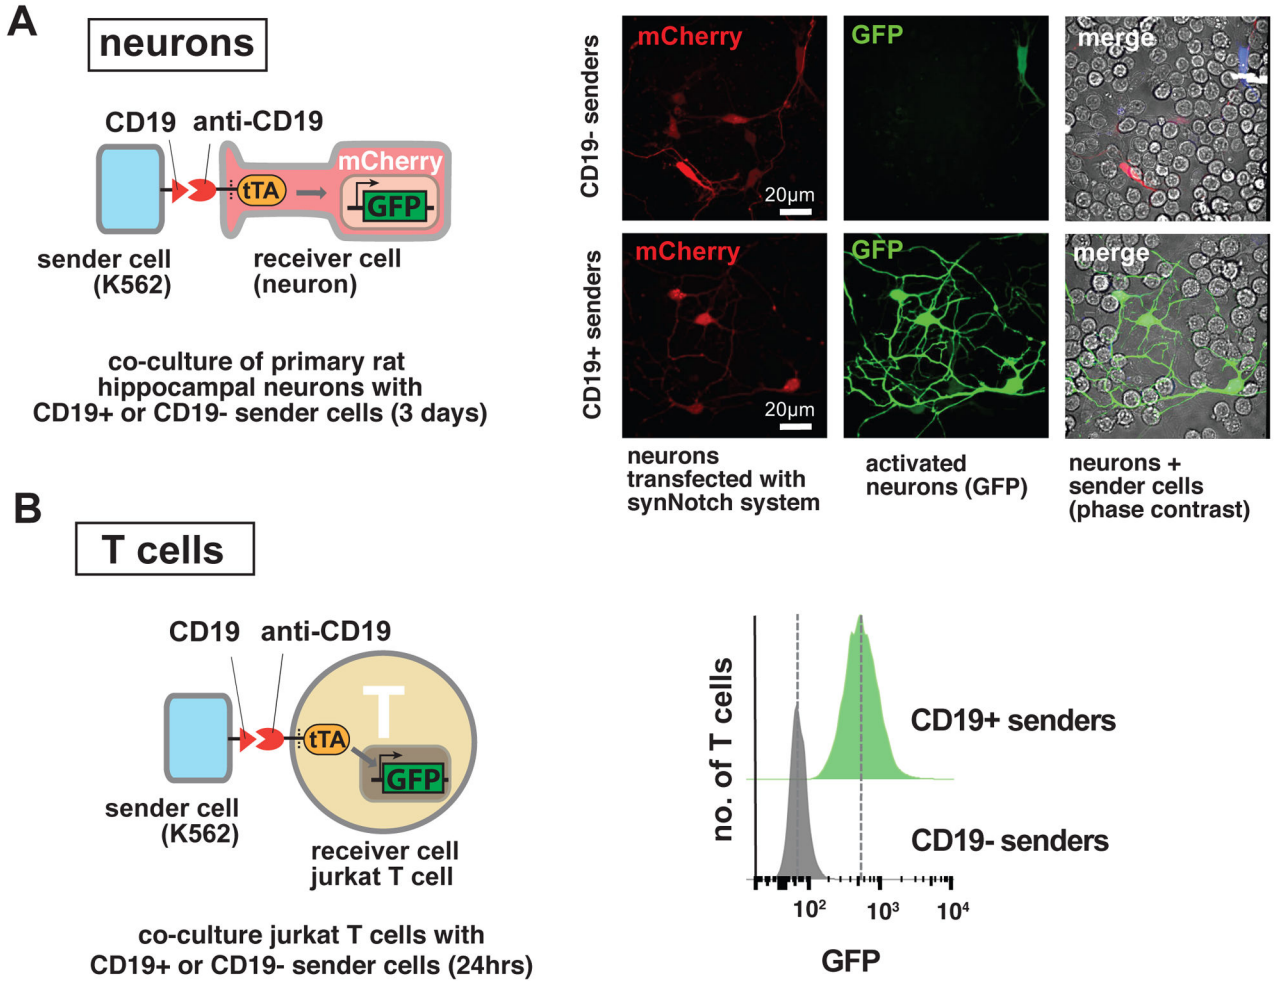 A
neurons
CD19
anti-CD19
mCherry
tTA
GFP
sender cell
(K562)
receiver cell
(neuron)
co-culture of primary rat
hippocampal neurons with
CD19+ or CD19- sender cells (3 days)
CD19- senders
mCherry
20µm
GFP
merge
CD19+ senders
mCherry
20µm
GFP
merge
neurons
transfected with
synNotch system
activated
neurons (GFP)
neurons +
sender cells
(phase contrast)
B
T cells
CD19
anti-CD19
T
tTA
GFP
sender cell
(K562)
receiver cell
jurkat T cell
co-culture jurkat T cells with
CD19+ or CD19- sender cells (24hrs)
no. of T cells
CD19+ senders
CD19- senders
10² 10³ 10⁴
GFP